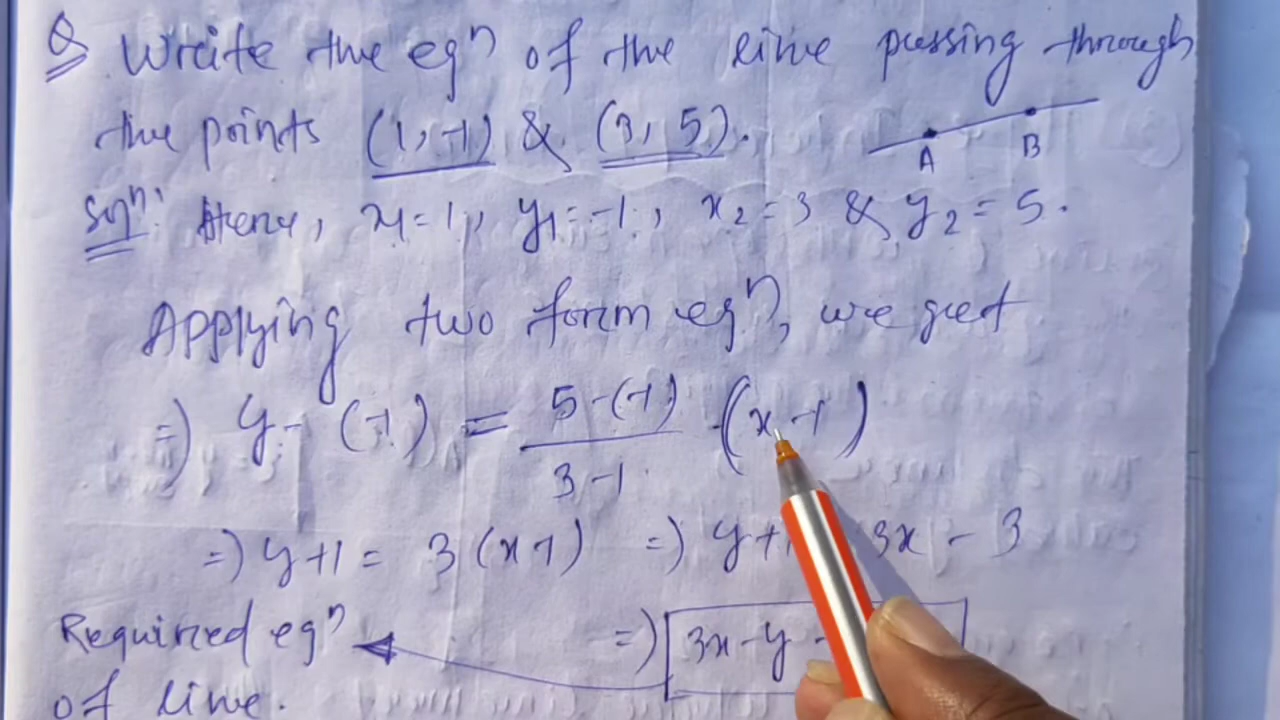 Q Write the eqⁿ of the line passing through
the points (1, -1) & (3, 5).
A B
Solⁿ: Here, x1 = 1, y1 = -1, x2 = 3 & y2 = 5.
Applying two form eqⁿ, we get
=) y - (-1) = 5-(-1)/3-1 (x-1)
=) y+1 = 3(x-1) =) y+1 3x - 3
Required eqⁿ =) 3x-y -
of line.